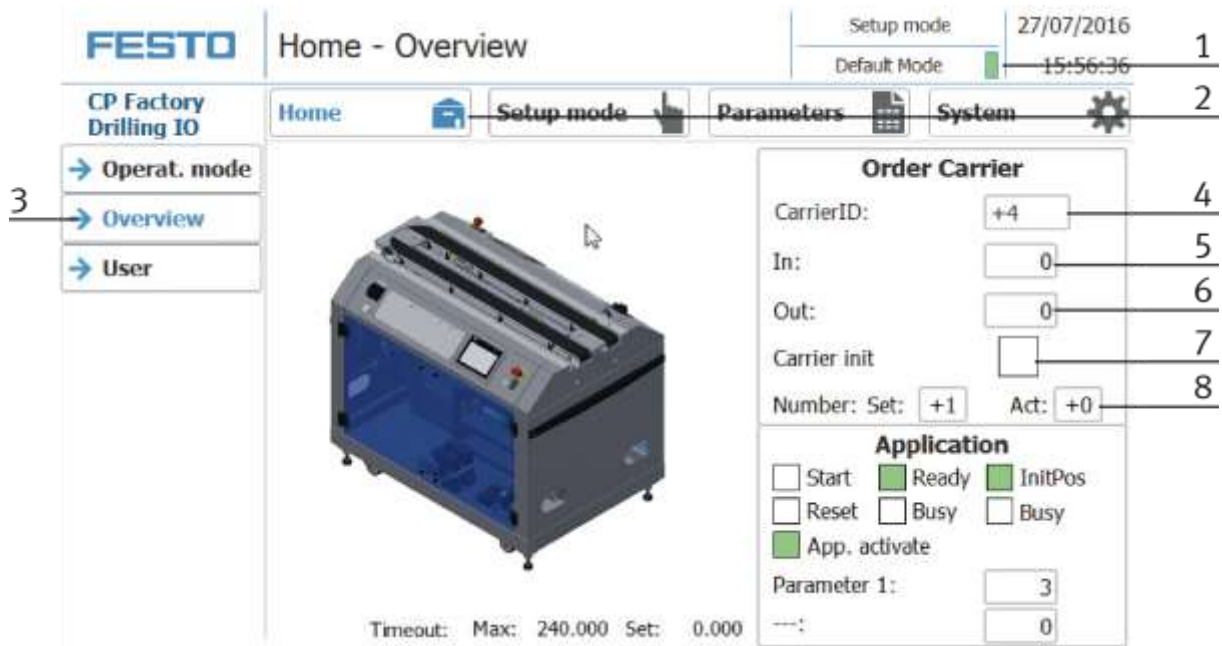 FESTO
Home - Overview
Setup mode
27/07/2016
Default Mode
15:56:36
1
CP Factory
Drilling IO
Home
Setup mode
Parameters
System
2
Operat. mode
3
Overview
User
Order Carrier
CarrierID: +4
4
In: 0
5
Out: 0
6
Carrier init
7
Number: Set: +1 Act: +0
8
Application
Start Ready InitPos
Reset Busy Busy
App. activate
Parameter 1: 3
---: 0
Timeout: Max: 240.000 Set: 0.000